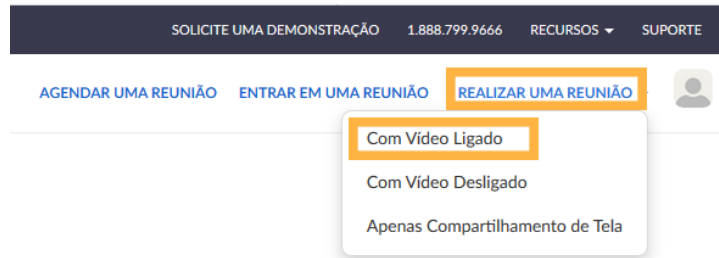 SOLICITE UMA DEMONSTRAÇÃO 1.888.799.9666 RECURSOS SUPORTE
AGENDAR UMA REUNIÃO ENTRAR EM UMA REUNIÃO REALIZAR UMA REUNIÃO
Com Vídeo Ligado
Com Vídeo Desligado
Apenas Compartilhamento de Tela